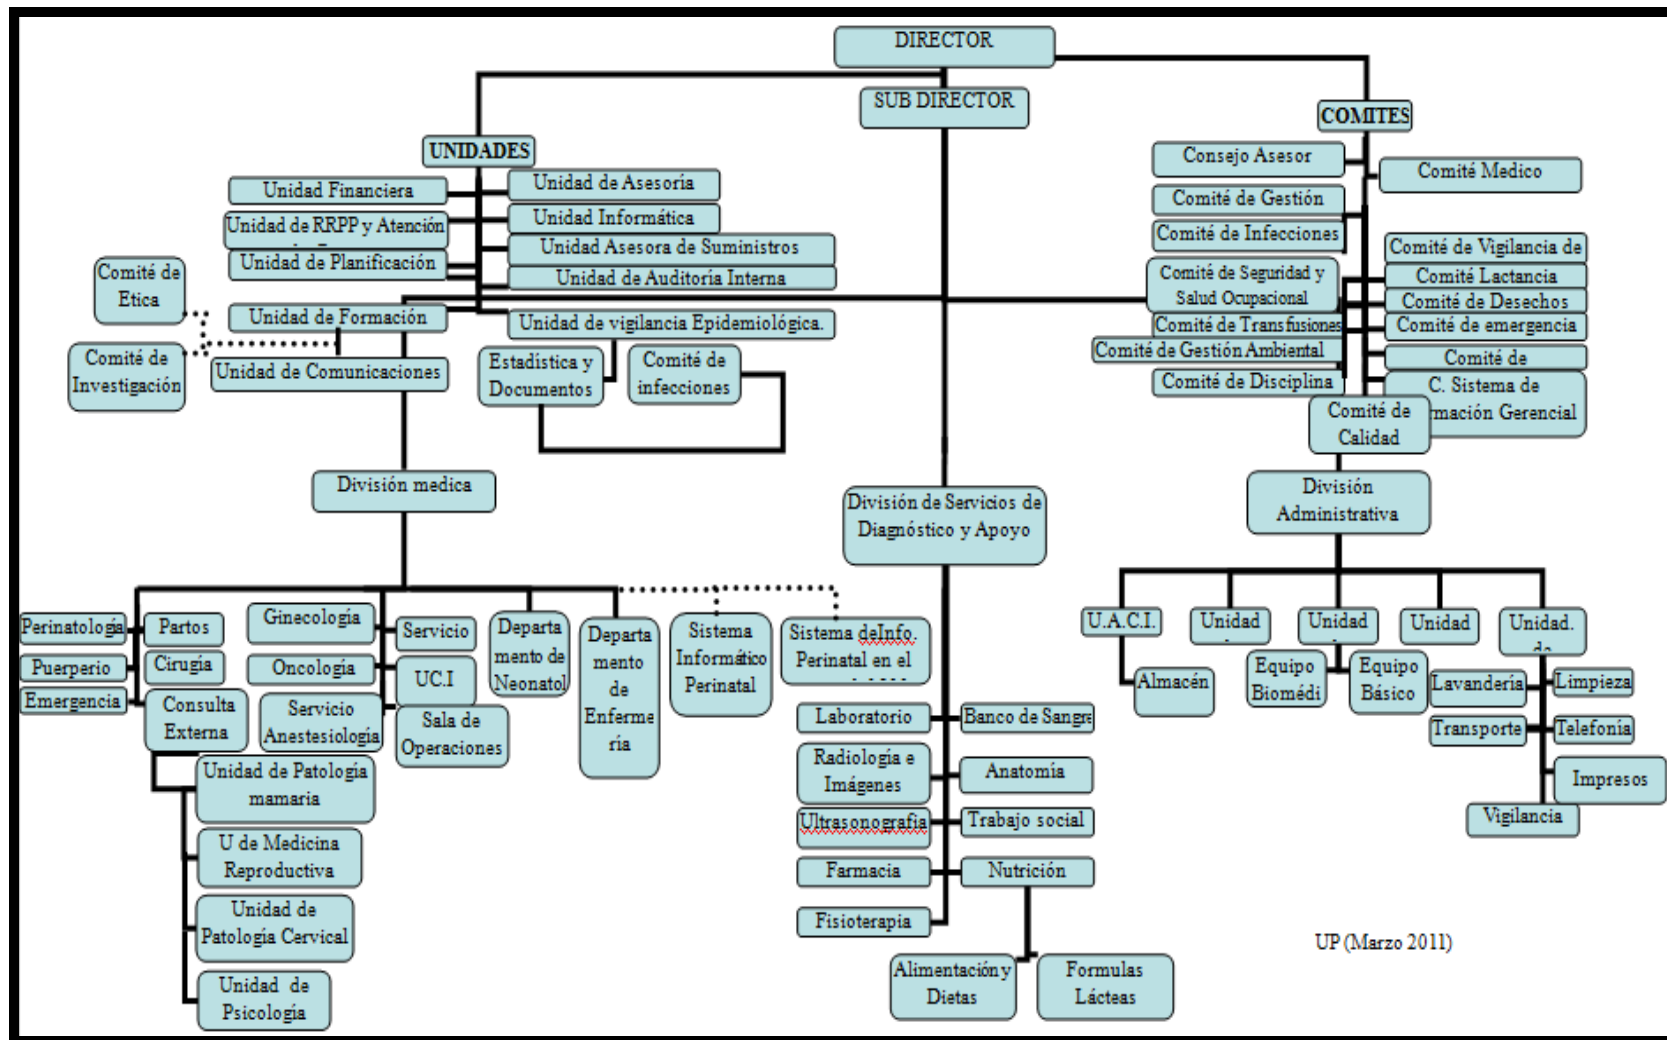 DIRECTOR
SUB DIRECTOR
UNIDADES
COMITES
Unidad Financiera
Unidad de RRPP y Atención
Unidad de Planificación
Unidad de Formación
Unidad de Comunicaciones
Unidad de Asesoría
Unidad Informática
Unidad Asesora de Suministros
Unidad de Auditoría Interna
Unidad de vigilancia Epidemiológica.
Comité de
Etica
Comité de
Investigación
Estadística y
Documentos
Comité de
infecciones
Consejo Asesor
Comité Medico
Comité de Gestión
Comité de Infecciones
Comité de Seguridad y
Salud Ocupacional
Comité de Transfusiones
Comité de Gestión Ambiental
Comité de Disciplina
Comité de Vigilancia de
Comité Lactancia
Comité de Desechos
Comité de emergencia
Comité de
C. Sistema de
mación Gerencial
Comité de
Calidad
División medica
División de Servicios de
Diagnóstico y Apoyo
División
Administrativa
Perinatología
Partos
Puerperio
Cirugía
Emergencia
Consulta
Externa
Unidad de Patología
mamaria
U de Medicina
Reproductiva
Unidad de
Patología Cervical
Unidad de
Psicología
Ginecología
Servicio
Oncología
UC.I
Servicio
Anestesiología
Sala de
Operaciones
Departa
mento de
Neonatol
Departa
mento
de
Enferme
ría
Sistema
Informático
Perinatal
Sistema deInfo.
Perinatal en el
Laboratorio
Banco de Sangre
Radiología e
Imágenes
Anatomía
Ultrasonografia
Trabajo social
Farmacia
Nutrición
Fisioterapia
Alimentación y
Dietas
Formulas
Lácteas
U.A.C.I.
Unidad
Unidad
Unidad
Unidad.
de
Almacén
Equipo
Biomédi
Equipo
Básico
Lavandería
Limpieza
Transporte
Telefonía
Impresos
Vigilancia
UP (Marzo 2011)